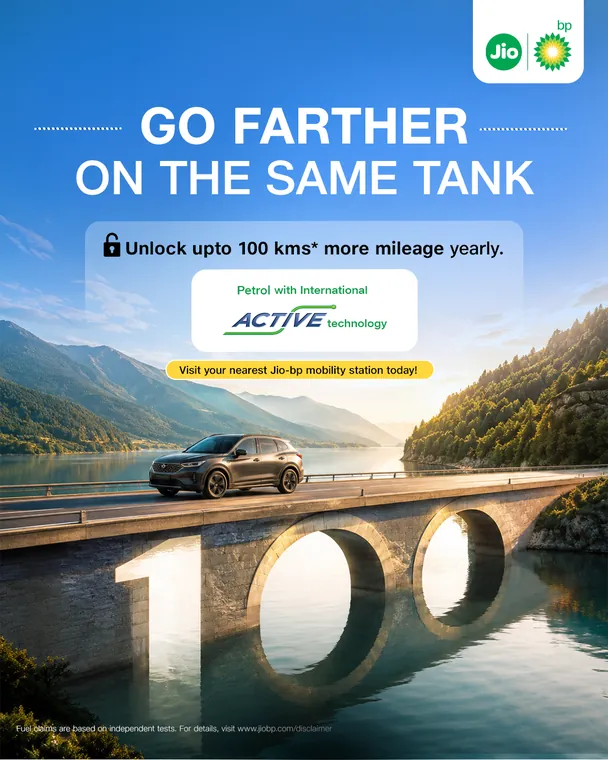 bp
Jio
GO FARTHER
ON THE SAME TANK
Unlock upto 100 kms* more mileage yearly.
Petrol with International
ACTIVE technology
Visit your nearest Jio-bp mobility station today!
100
Fuel claims are based on independent tests. For details, visit www.jiobp.com/disclaimer